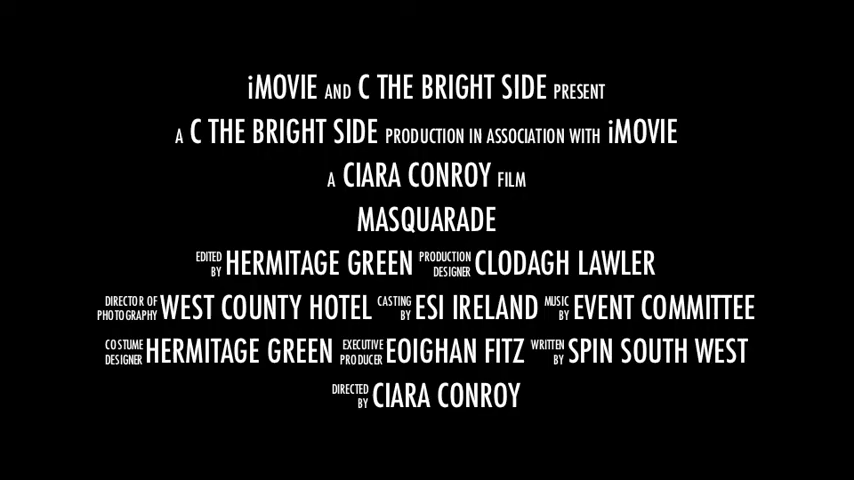 iMOVIE AND C THE BRIGHT SIDE PRESENT
A C THE BRIGHT SIDE PRODUCTION IN ASSOCIATION WITH iMOVIE
A CIARA CONROY FILM
MASQUARADE
EDITED BY HERMITAGE GREEN PRODUCTION DESIGNER CLODAGH LAWLER
DIRECTOR OF PHOTOGRAPHY WEST COUNTY HOTEL CASTING BY ESI IRELAND MUSIC BY EVENT COMMITTEE
COSTUME DESIGNER HERMITAGE GREEN EXECUTIVE PRODUCER EOIGHAN FITZ WRITTEN BY SPIN SOUTH WEST
DIRECTED BY CIARA CONROY